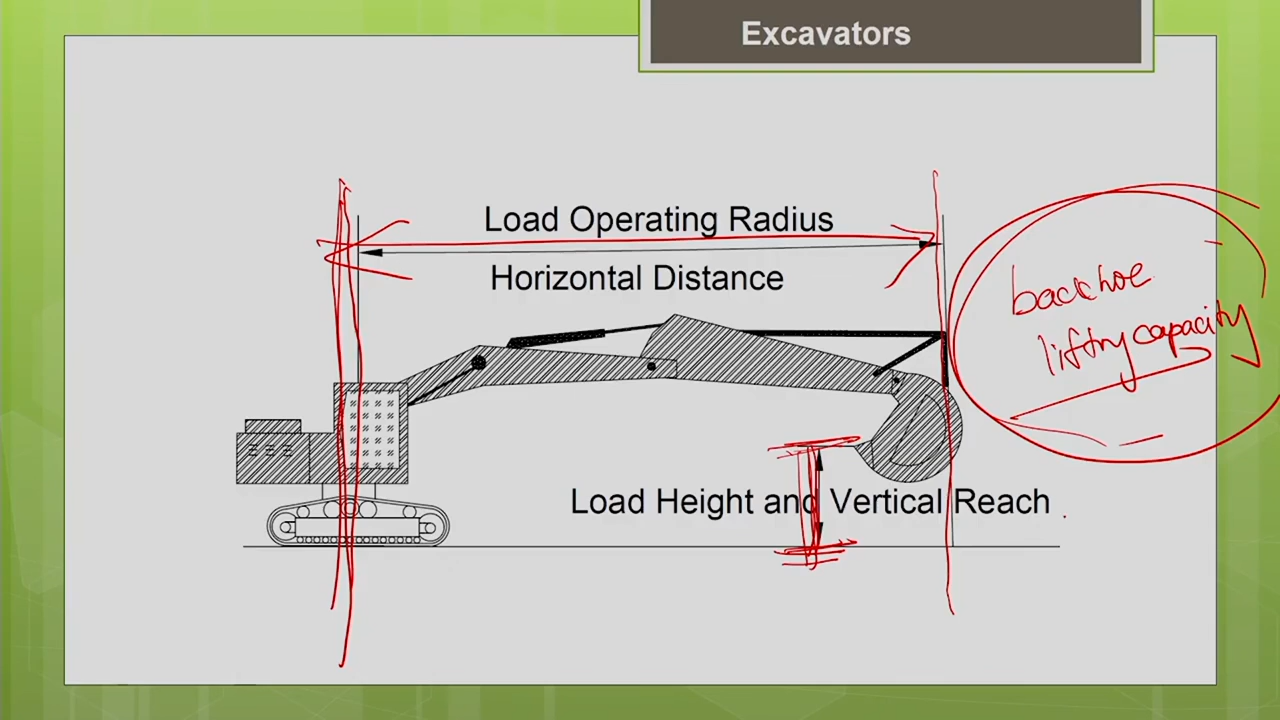 Excavators
Load Operating Radius
Horizontal Distance
backhoe
lifting capacity
Load Height and Vertical Reach